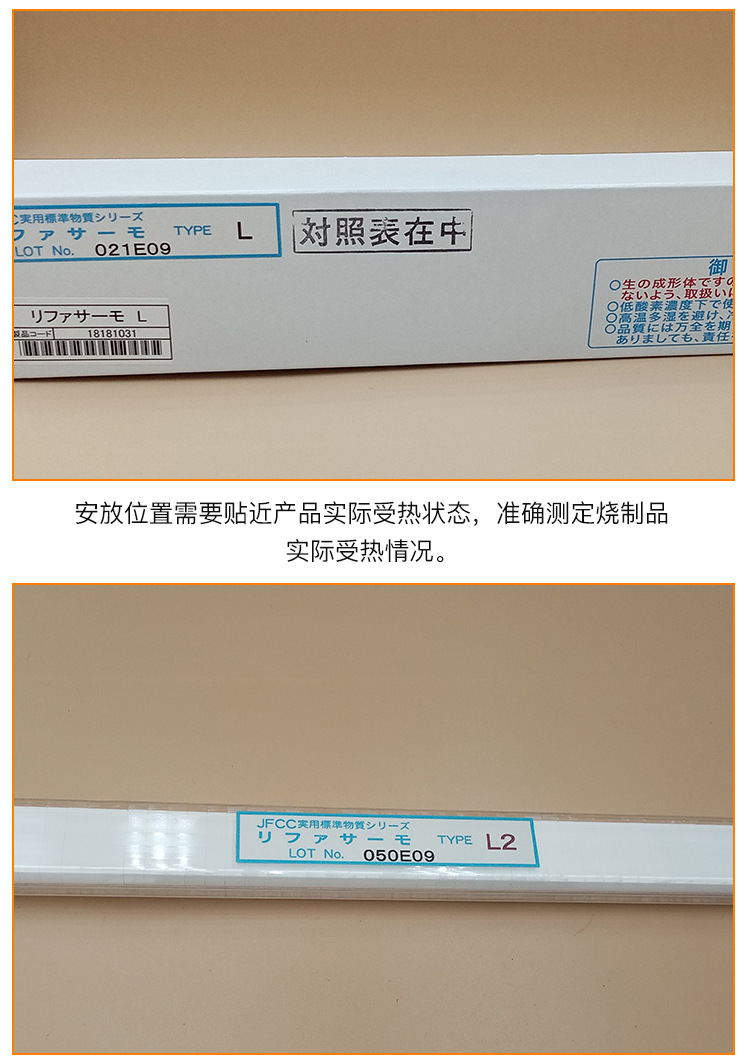 C実用標準物質シリーズ
ファサーモ TYPE L
LOT No. 021E09
対照表在中
リファサーモ L
製品コード 18181031
御
○生の成形体ですの
ないよう、取扱いに
○低酸素濃度下で使
○高温多湿を避け、冷
○品質には万全を期
ありましても、責任
安放位置需要贴近产品实际受热状态，准确测定烧制品
实际受热情况。
JFCC実用標準物質シリーズ
リファサーモ TYPE L2
LOT No. 050E09